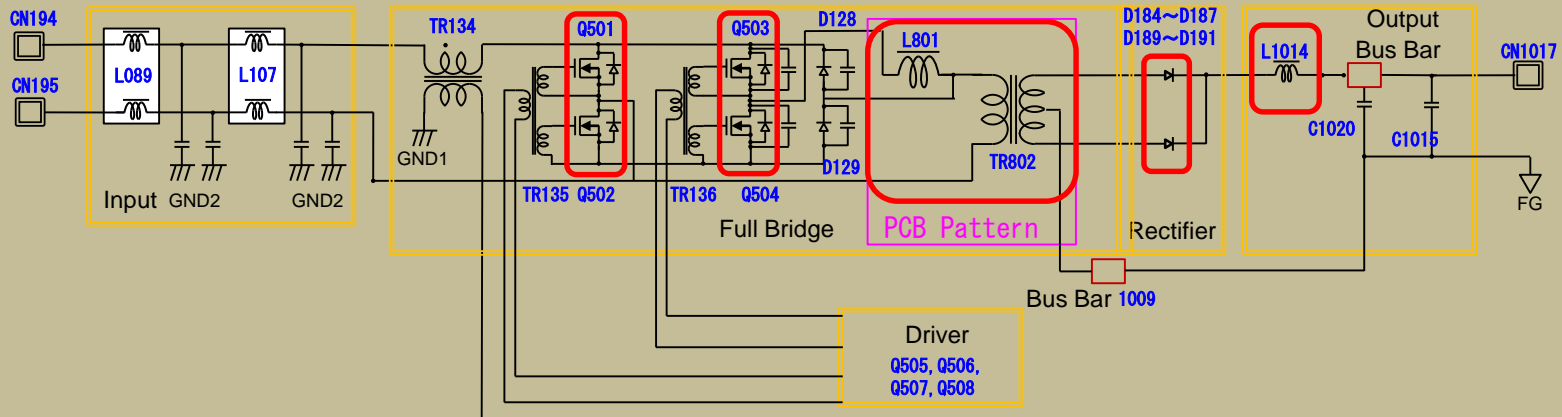 CN194
CN195
L089
L107
GND2
GND2
Input
TR134
GND1
Q501
Q503
D128
TR135 Q502
TR136
Q504
D129
Full Bridge
L801
TR802
PCB Pattern
D184～D187
D189～D191
Rectifier
L1014
Output
Bus Bar
CN1017
C1020
C1015
FG
Bus Bar 1009
Driver
Q505, Q506,
Q507, Q508